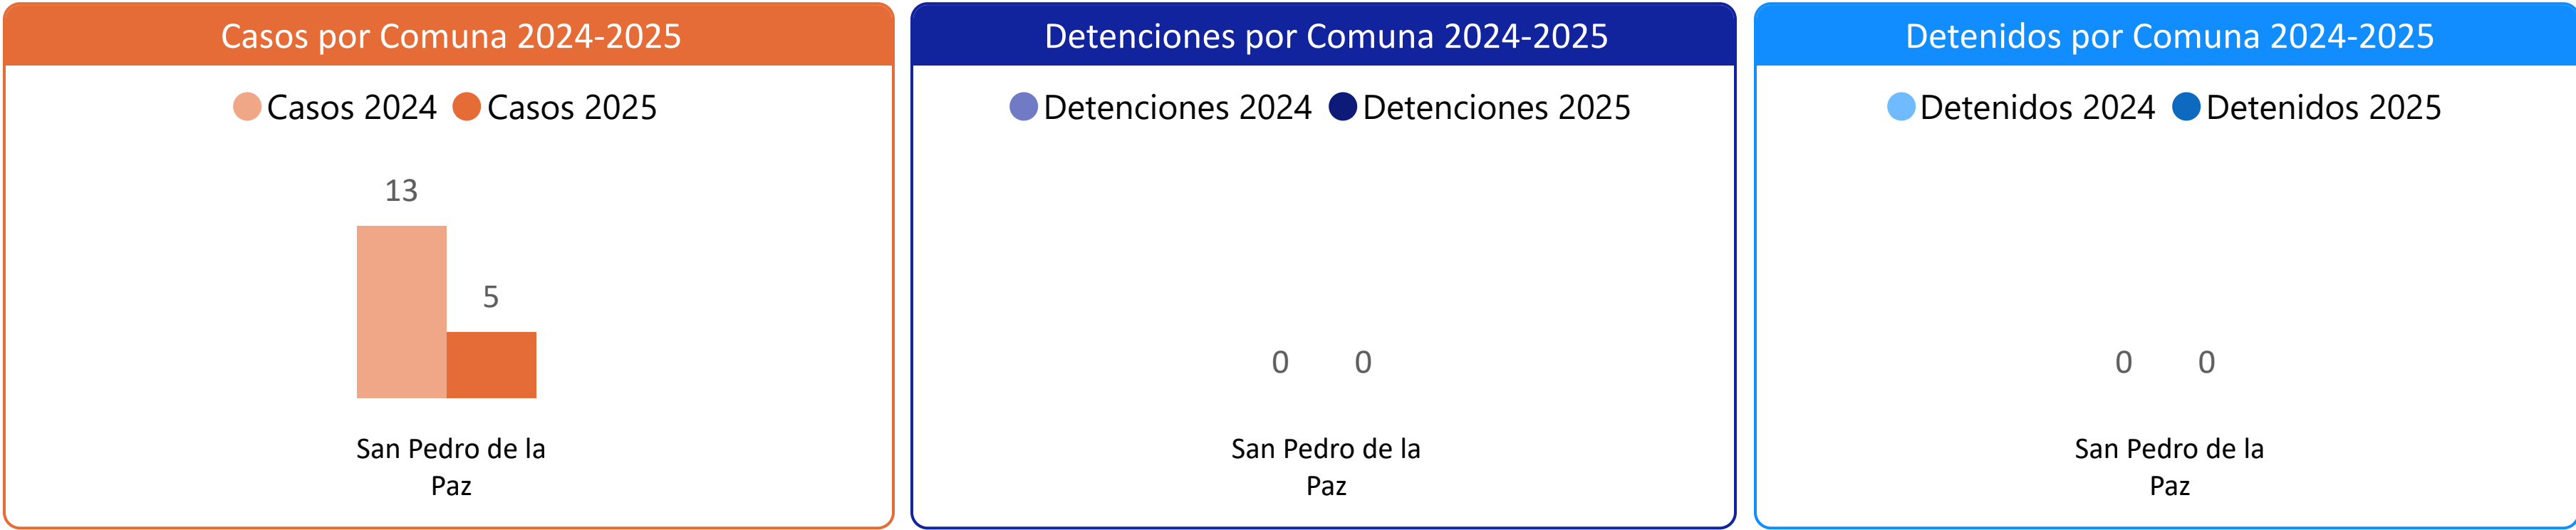 Casos por Comuna 2024-2025
Casos 2024 Casos 2025
13
5
San Pedro de la
Paz
Detenciones por Comuna 2024-2025
Detenciones 2024 Detenciones 2025
0 0
San Pedro de la
Paz
Detenidos por Comuna 2024-2025
Detenidos 2024 Detenidos 2025
0 0
San Pedro de la
Paz